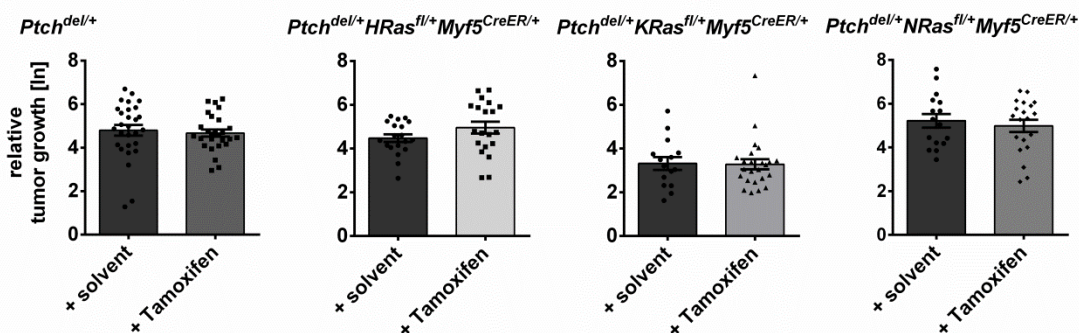 Ptch^del/+
Ptch^del/+HRas^fl/+Myf5^CreER/+
Ptch^del/+KRas^fl/+Myf5^CreER/+
Ptch^del/+NRas^fl/+Myf5^CreER/+
relative
tumor growth [ln]
8
6
4
2
0
+ solvent
+ Tamoxifen
8
6
4
2
0
+ solvent
+ Tamoxifen
8
6
4
2
0
+ solvent
+ Tamoxifen
8
6
4
2
0
+ solvent
+ Tamoxifen